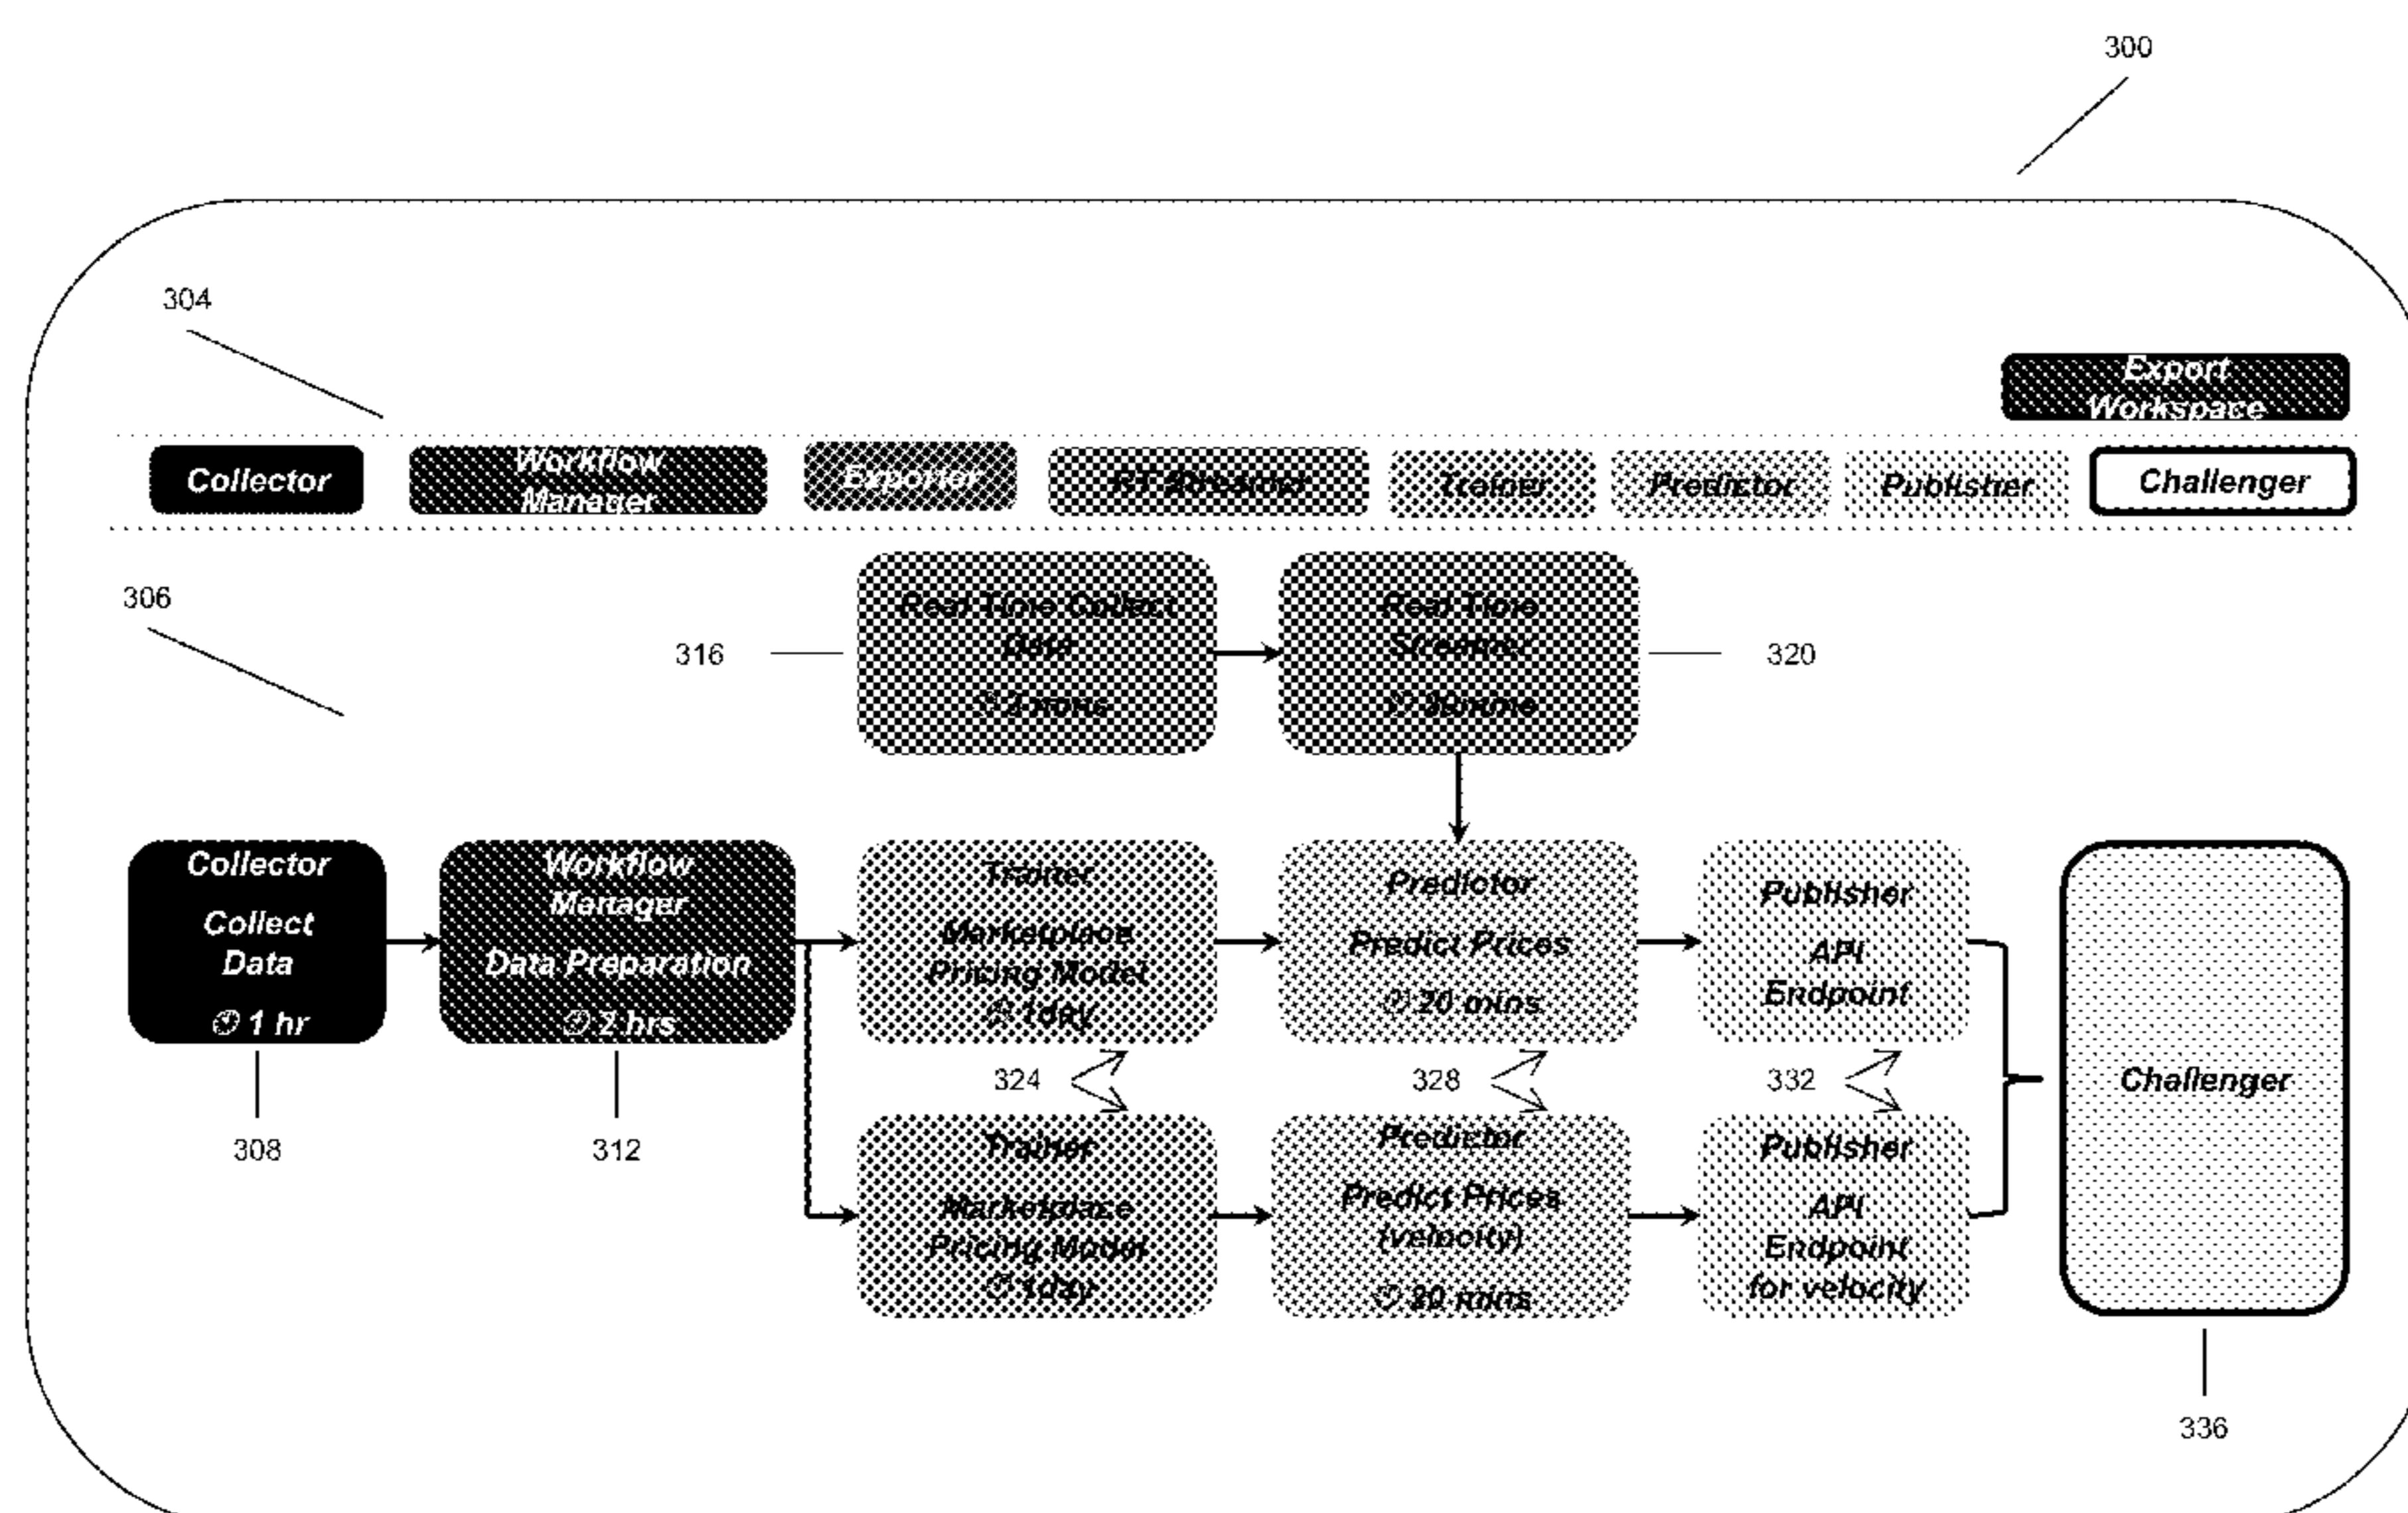 300
304
Export
Workspace
Collector
Workflow
Manager
Exporter
RT Streamer
Trainer
Predictor
Publisher
Challenger
306
316
Real Time Collect
Data
Real Time
Streamer
320
Collector
Collect
Data
1 hr
Workflow
Manager
Data Preparation
2 hrs
Trainer
Marketplace
Pricing Model
1day
Predictor
Predict Prices
20 mins
Publisher
API
Endpoint
324
328
332
Challenger
308
312
Trainer
Marketplace
Pricing Model
1day
Predictor
Predict Prices
(velocity)
20 mins
Publisher
API
Endpoint
for velocity
336